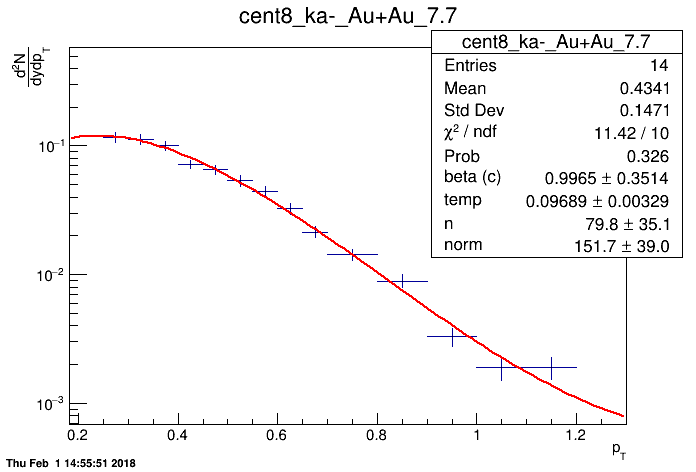 cent8_ka-_Au+Au_7.7
d²N
dydp_T
cent8_ka-_Au+Au_7.7
Entries 14
Mean 0.4341
Std Dev 0.1471
χ² / ndf 11.42 / 10
Prob 0.326
beta (c) 0.9965 ± 0.3514
temp 0.09689 ± 0.00329
n 79.8 ± 35.1
norm 151.7 ± 39.0
10⁻¹
10⁻²
10⁻³
0.2 0.4 0.6 0.8 1 1.2
p_T
Thu Feb 1 14:55:51 2018